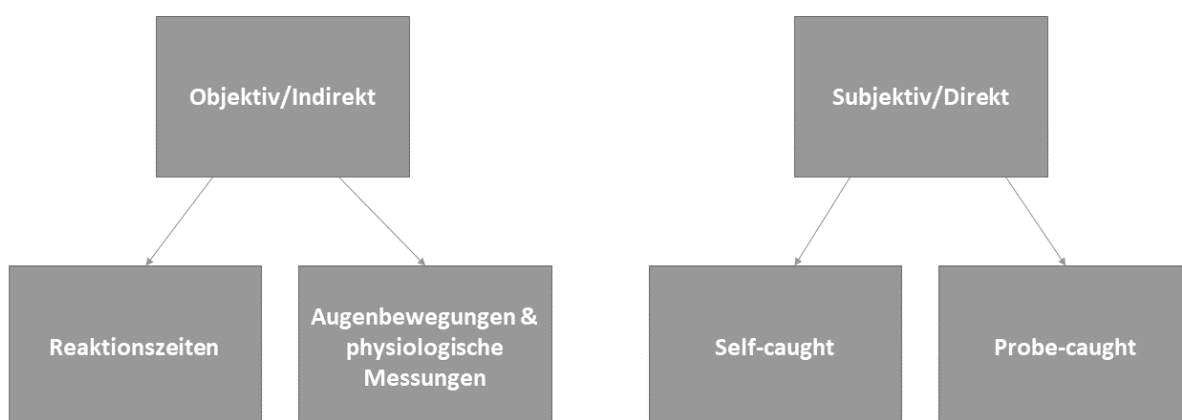 Objektiv/Indirekt
Subjektiv/Direkt
Reaktionszeiten
Augenbewegungen &
physiologische
Messungen
Self-caught
Probe-caught